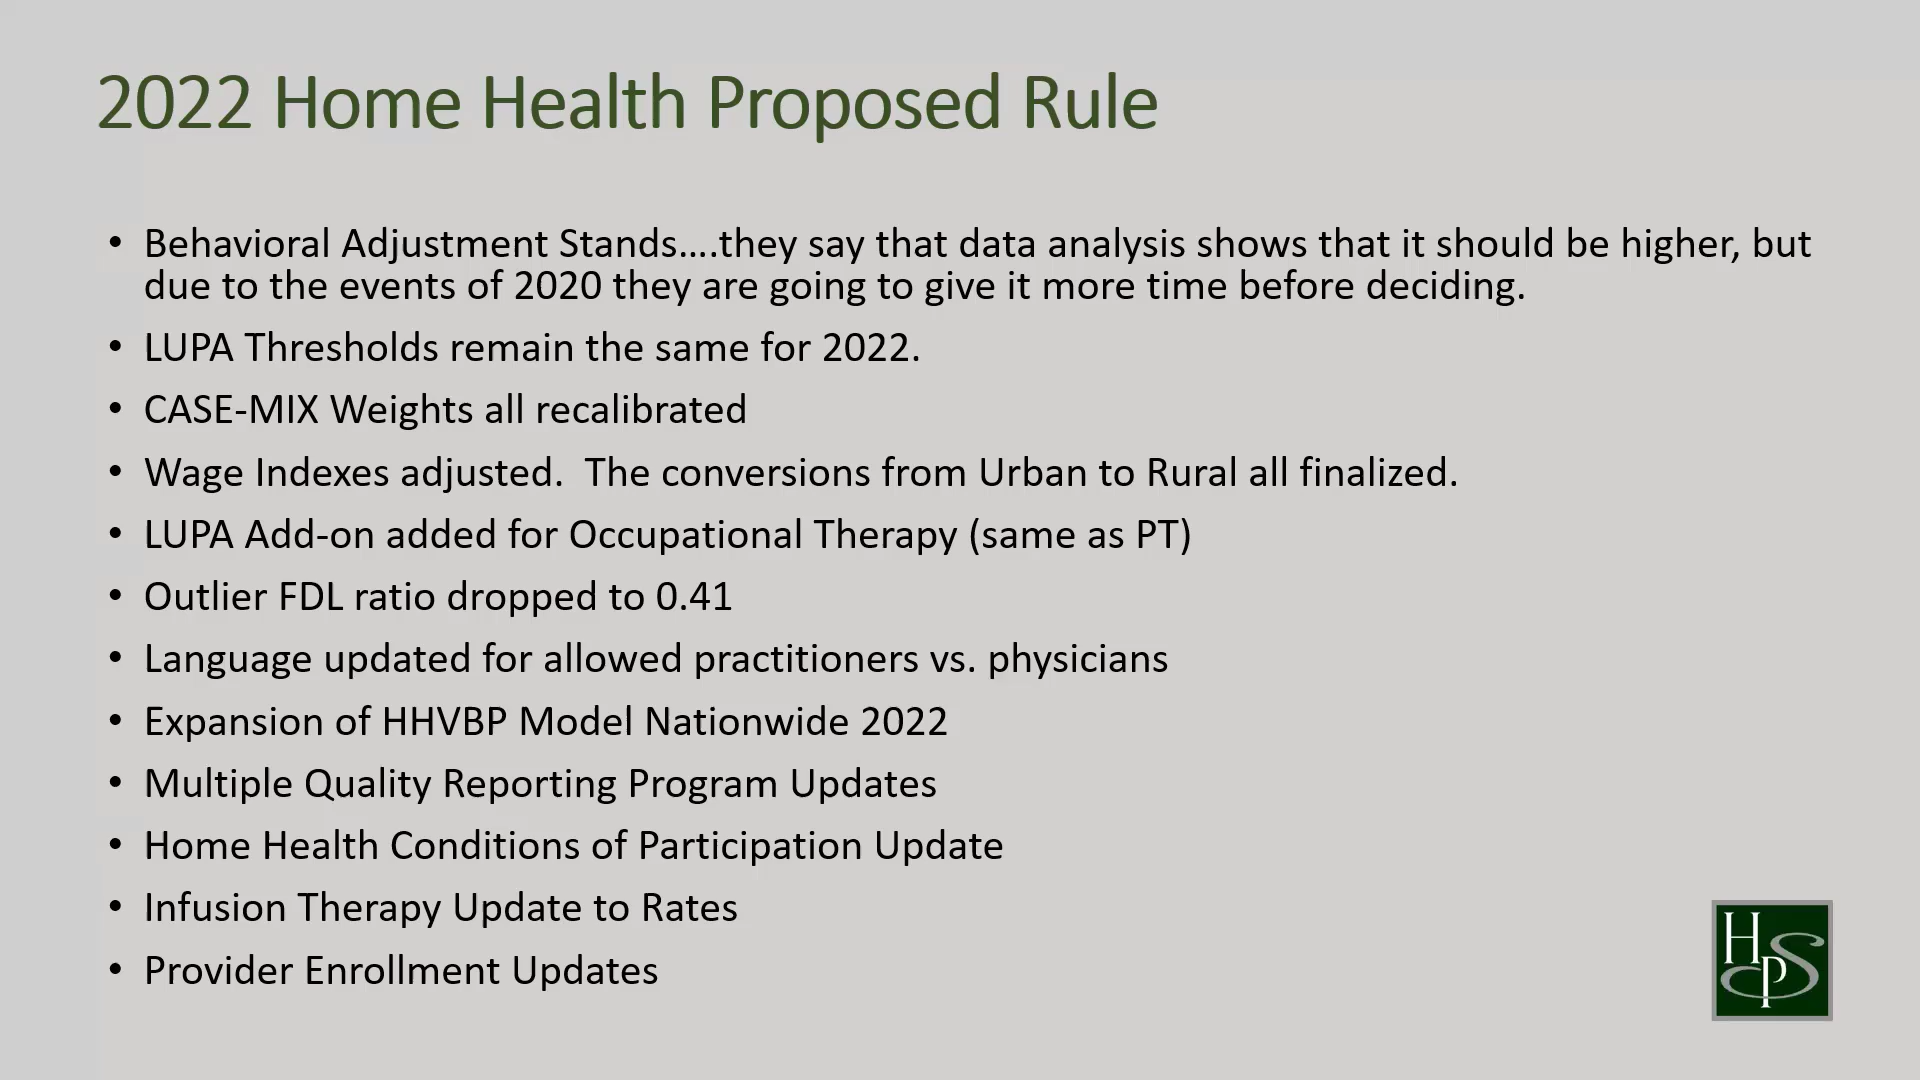 2022 Home Health Proposed Rule
• Behavioral Adjustment Stands....they say that data analysis shows that it should be higher, but
due to the events of 2020 they are going to give it more time before deciding.
• LUPA Thresholds remain the same for 2022.
• CASE-MIX Weights all recalibrated
• Wage Indexes adjusted.  The conversions from Urban to Rural all finalized.
• LUPA Add-on added for Occupational Therapy (same as PT)
• Outlier FDL ratio dropped to 0.41
• Language updated for allowed practitioners vs. physicians
• Expansion of HHVBP Model Nationwide 2022
• Multiple Quality Reporting Program Updates
• Home Health Conditions of Participation Update
• Infusion Therapy Update to Rates
• Provider Enrollment Updates
HPS